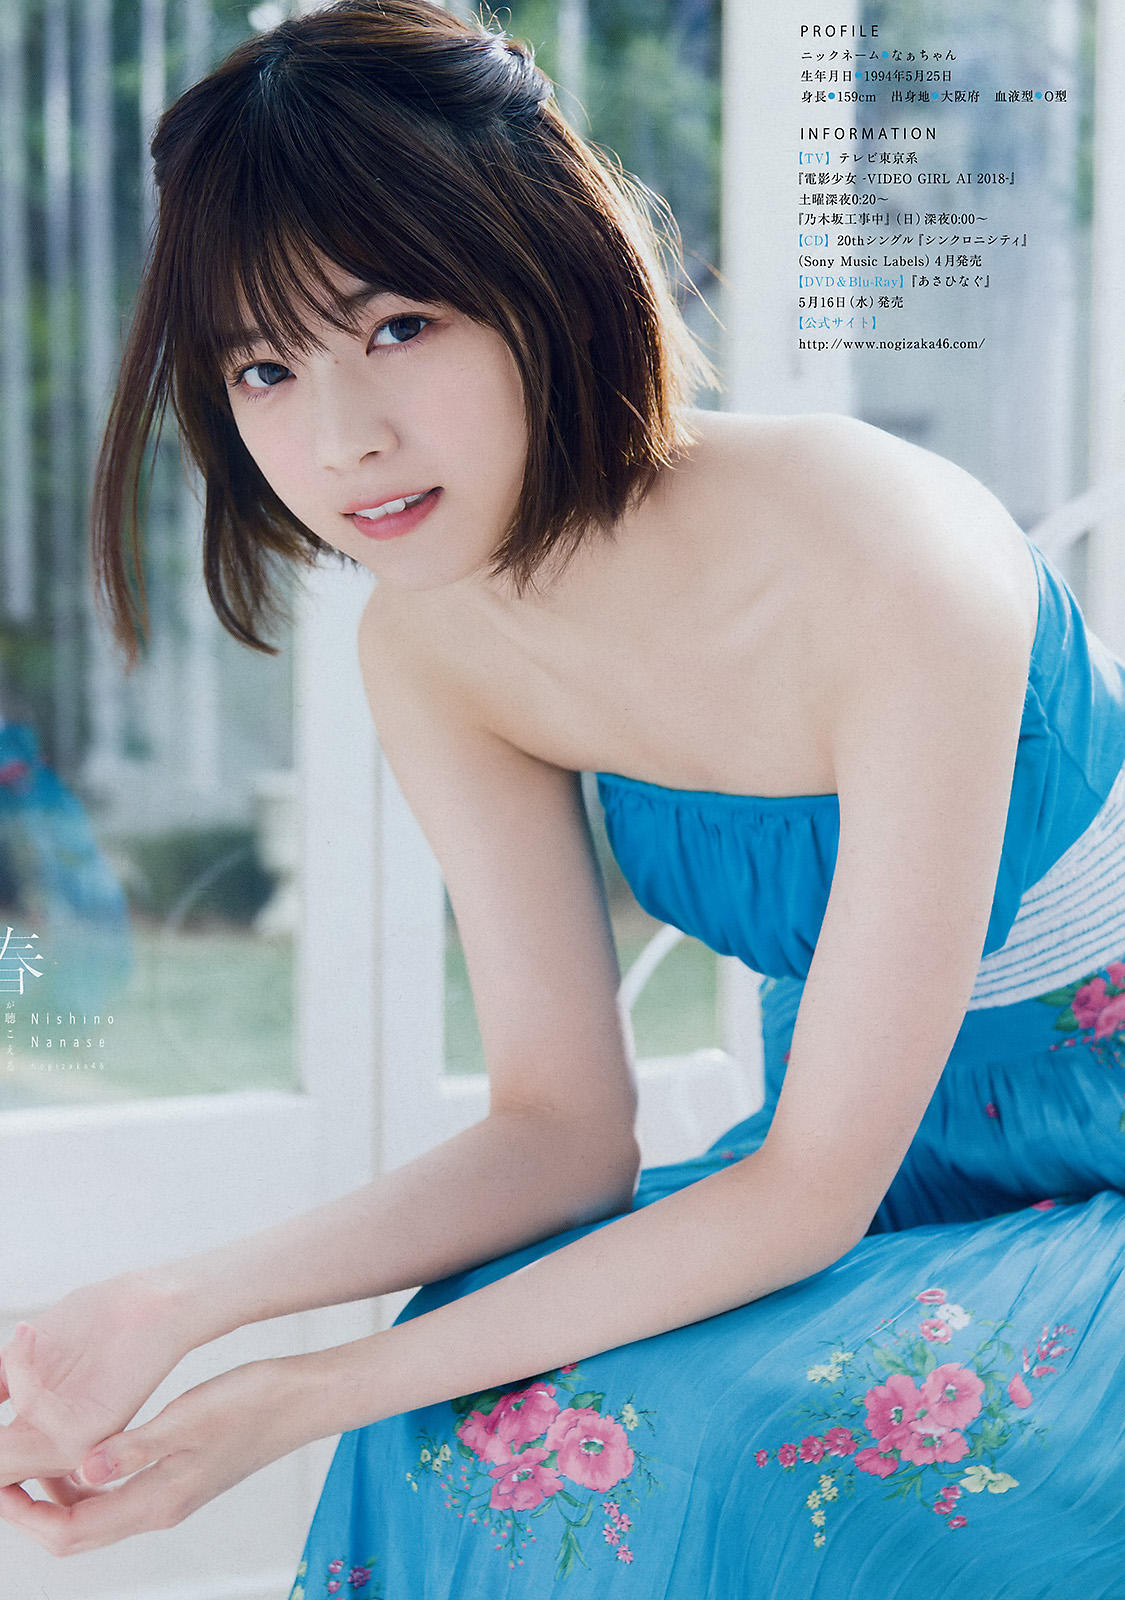 PROFILE
ニックネーム●なぁちゃん
生年月日●1994年5月25日
身長●159cm 出身地●大阪府 血液型●O型
INFORMATION
【TV】テレビ東京系
『電影少女 -VIDEO GIRL AI 2018-』
土曜深夜0:20〜
『乃木坂工事中』(日)深夜0:00〜
【CD】20thシングル『シンクロニシティ』
(Sony Music Labels) 4月発売
【DVD&Blu-Ray】『あさひなぐ』
5月16日(水)発売
【公式サイト】
http://www.nogizaka46.com/
春
が聴こえる
Nishino
Nanase
Nogizaka46